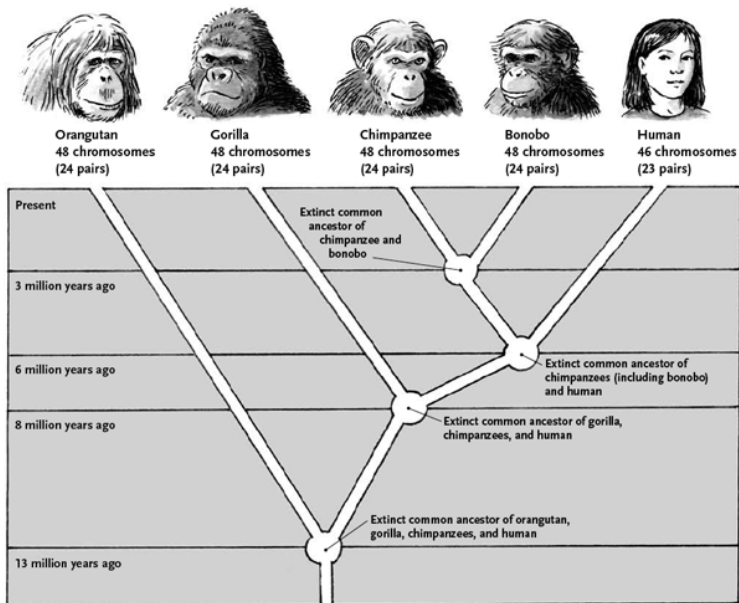 Orangutan
48 chromosomes
(24 pairs)
Gorilla
48 chromosomes
(24 pairs)
Chimpanzee
48 chromosomes
(24 pairs)
Bonobo
48 chromosomes
(24 pairs)
Human
46 chromosomes
(23 pairs)
Present
Extinct common
ancestor of
chimpanzee and
bonobo
3 million years ago
6 million years ago
Extinct common ancestor of
chimpanzees (including bonobo)
and human
8 million years ago
Extinct common ancestor of gorilla,
chimpanzees, and human
Extinct common ancestor of orangutan,
gorilla, chimpanzees, and human
13 million years ago